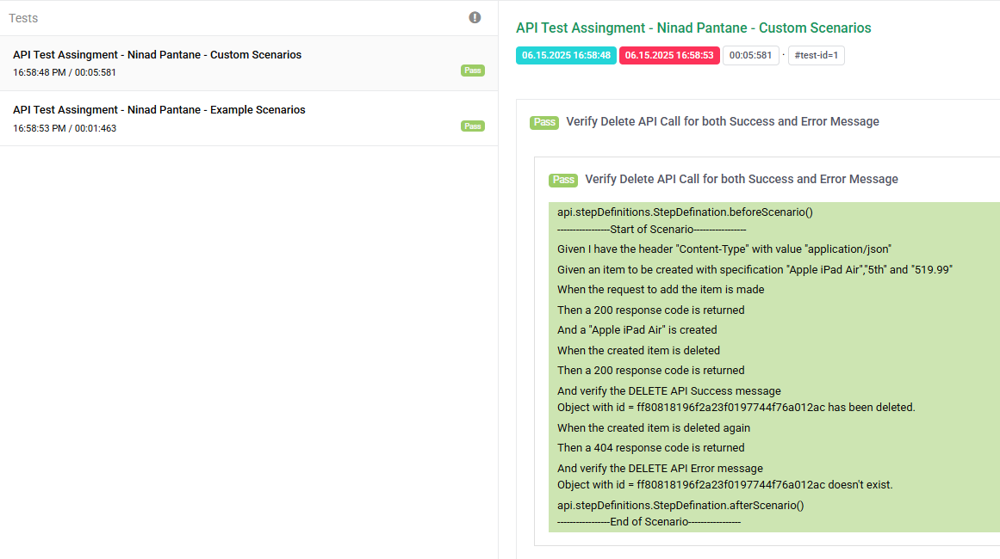 Tests
API Test Assingment - Ninad Pantane - Custom Scenarios
16:58:48 PM / 00:05:581
Pass
API Test Assingment - Ninad Pantane - Example Scenarios
16:58:53 PM / 00:01:463
Pass
API Test Assingment - Ninad Pantane - Custom Scenarios
06.15.2025 16:58:48 06.15.2025 16:58:53 00:05:581 · #test-id=1
Pass Verify Delete API Call for both Success and Error Message
Pass Verify Delete API Call for both Success and Error Message
api.stepDefinitions.StepDefination.beforeScenario()
-----------------Start of Scenario-----------------
Given I have the header "Content-Type" with value "application/json"
Given an item to be created with specification "Apple iPad Air","5th" and "519.99"
When the request to add the item is made
Then a 200 response code is returned
And a "Apple iPad Air" is created
When the created item is deleted
Then a 200 response code is returned
And verify the DELETE API Success message
Object with id = ff80818196f2a23f0197744f76a012ac has been deleted.
When the created item is deleted again
Then a 404 response code is returned
And verify the DELETE API Error message
Object with id = ff80818196f2a23f0197744f76a012ac doesn't exist.
api.stepDefinitions.StepDefination.afterScenario()
-----------------End of Scenario-----------------